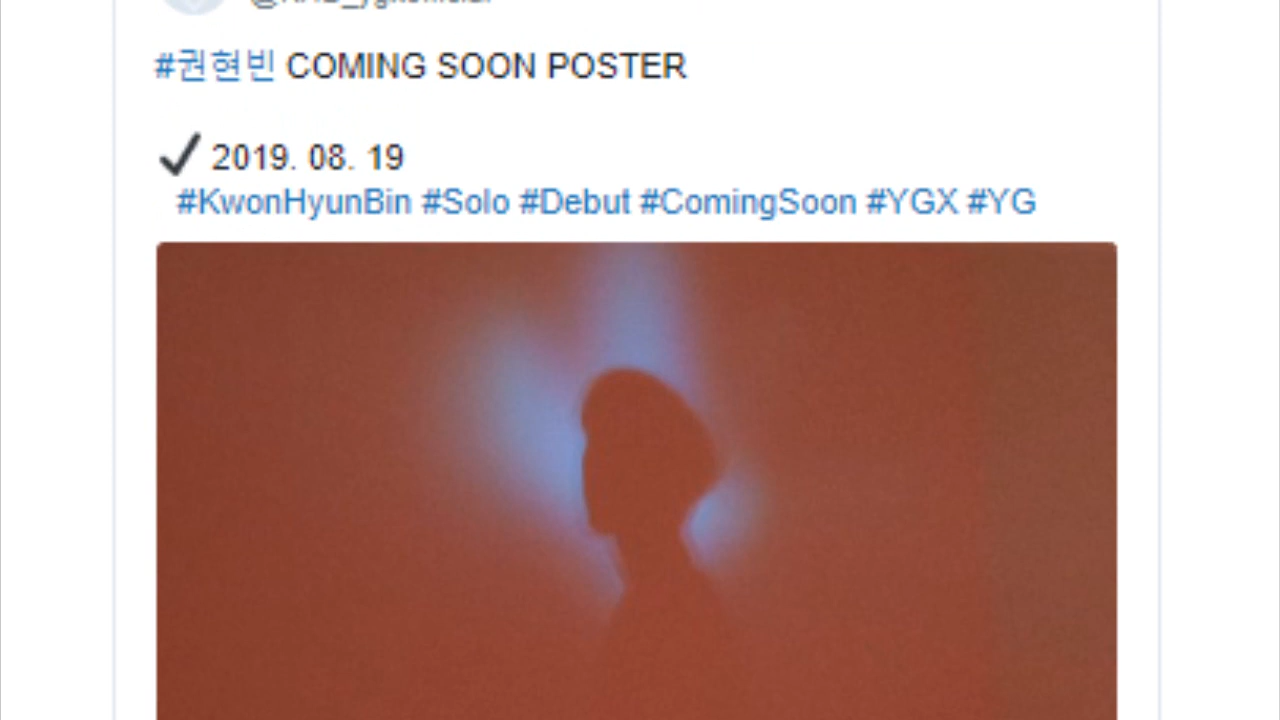 #권현빈 COMING SOON POSTER
✔ 2019. 08. 19
#KwonHyunBin #Solo #Debut #ComingSoon #YGX #YG